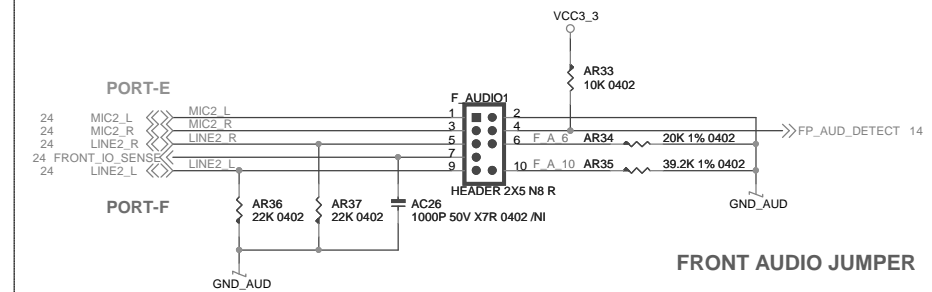 VCC3_3
AR33
10K 0402
PORT-E
F_AUDIO1
24 MIC2_L MIC2_L 1 2
24 MIC2_R MIC2_R 3 4 FP_AUD_DETECT 14
24 LINE2_R LINE2_R 5 6 F_A_6 AR34 20K 1% 0402
24 FRONT_IO_SENSE 7
24 LINE2_L LINE2_L 9 10 F_A_10 AR35 39.2K 1% 0402
HEADER 2X5 N8 R
PORT-F
AR36
22K 0402
AR37
22K 0402
AC26
1000P 50V X7R 0402 /NI
GND_AUD
GND_AUD
FRONT AUDIO JUMPER